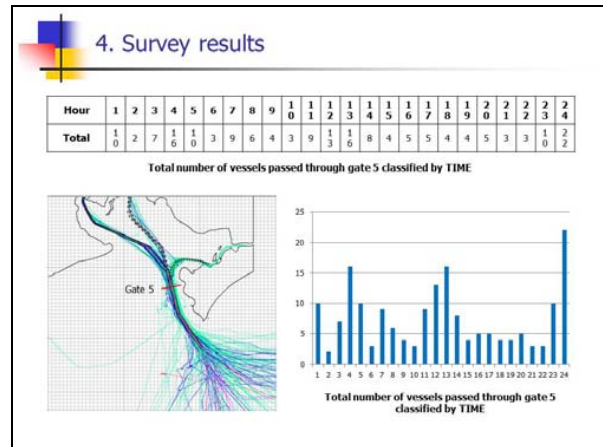 4. Survey results
Hour 1 2 3 4 5 6 7 8 9 10 11 12 13 14 15 16 17 18 19 20 21 22 23 24
Total 10 2 7 16 10 3 9 6 4 3 9 13 16 8 4 5 5 4 4 5 3 3 10 22
Total number of vessels passed through gate 5 classified by TIME
Gate 5
25
20
15
10
5
0
1 2 3 4 5 6 7 8 9 10 11 12 13 14 15 16 17 18 19 20 21 22 23 24
Total number of vessels passed through gate 5
classified by TIME